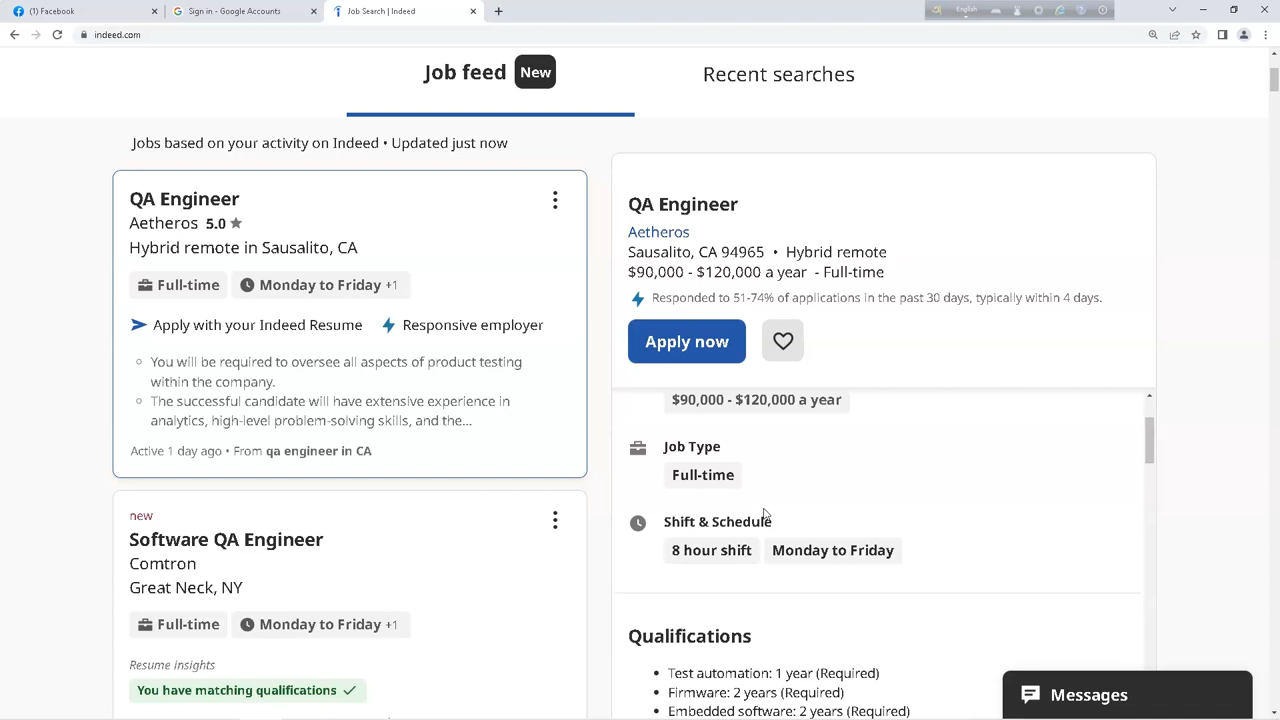 (1) Facebook
Sign in - Google Accounts
Job Search | Indeed
English
indeed.com
Job feed New
Recent searches
Jobs based on your activity on Indeed • Updated just now
QA Engineer
Aetheros 5.0
Hybrid remote in Sausalito, CA
Full-time Monday to Friday +1
Apply with your Indeed Resume Responsive employer
You will be required to oversee all aspects of product testing
within the company.
The successful candidate will have extensive experience in
analytics, high-level problem-solving skills, and the...
Active 1 day ago • From qa engineer in CA
new
Software QA Engineer
Comtron
Great Neck, NY
Full-time Monday to Friday +1
Resume insights
You have matching qualifications
QA Engineer
Aetheros
Sausalito, CA 94965 • Hybrid remote
$90,000 - $120,000 a year - Full-time
Responded to 51-74% of applications in the past 30 days, typically within 4 days.
Apply now
$90,000 - $120,000 a year
Job Type
Full-time
Shift & Schedule
8 hour shift Monday to Friday
Qualifications
• Test automation: 1 year (Required)
• Firmware: 2 years (Required)
• Embedded software: 2 years (Required)
Messages